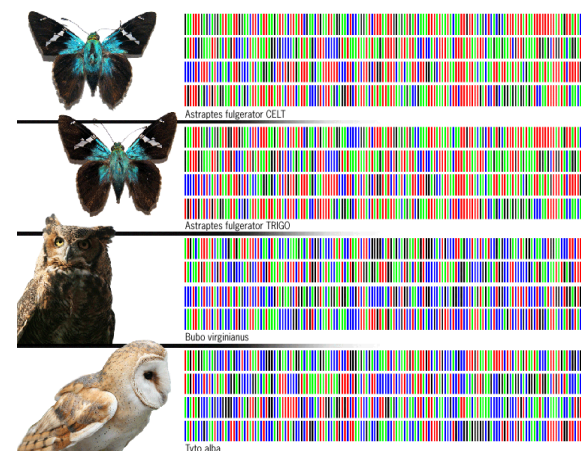 Astraptes fulgerator CELT
Astraptes fulgerator TRIGO
Bubo virginianus
Tyto alba